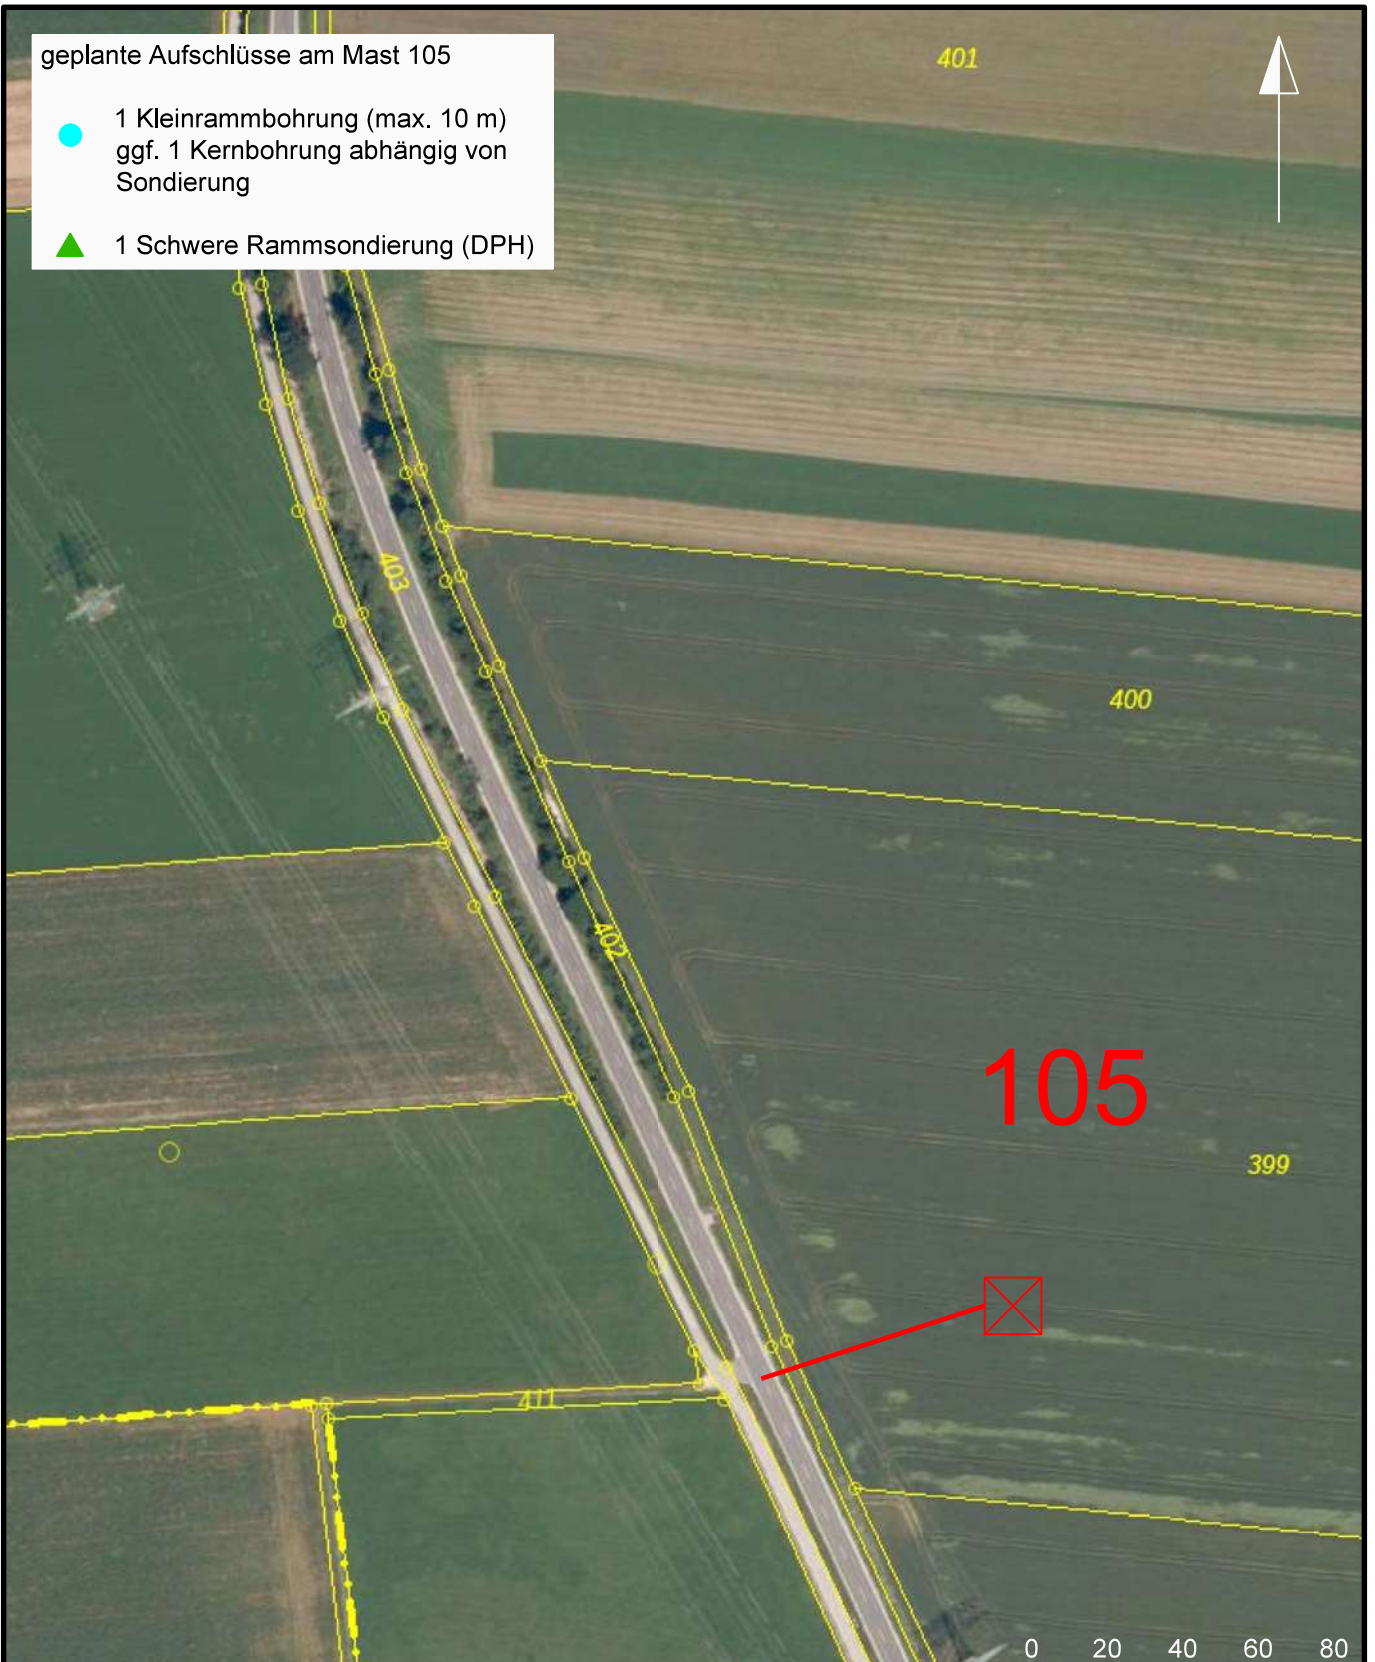 geplante Aufschlüsse am Mast 105
1 Kleinrammbohrung (max. 10 m)
ggf. 1 Kernbohrung abhängig von
Sondierung
1 Schwere Rammsondierung (DPH)
401
403
400
402
105
399
411
0 20 40 60 80